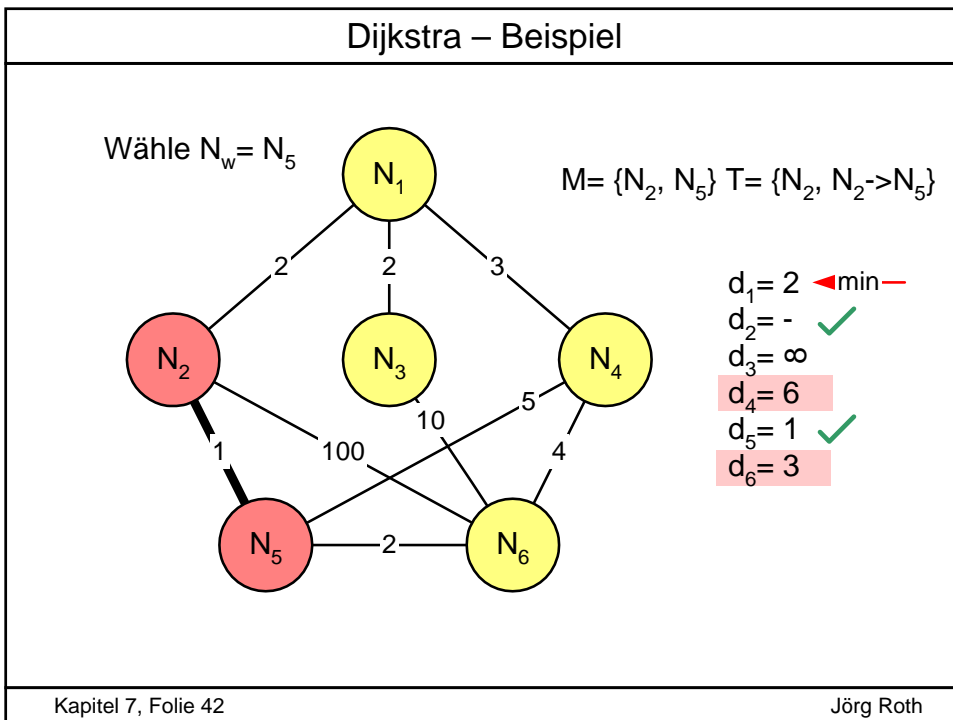 Dijkstra – Beispiel
Wähle N_w= N_5
M= {N_2, N_5} T= {N_2, N_2->N_5}
N_1
2 2 3
d_1= 2 min
d_2= -
d_3= ∞
d_4= 6
d_5= 1
d_6= 3
N_2 N_3 N_4
10 5
1 100 4
N_5 2 N_6
Kapitel 7, Folie 42 Jörg Roth